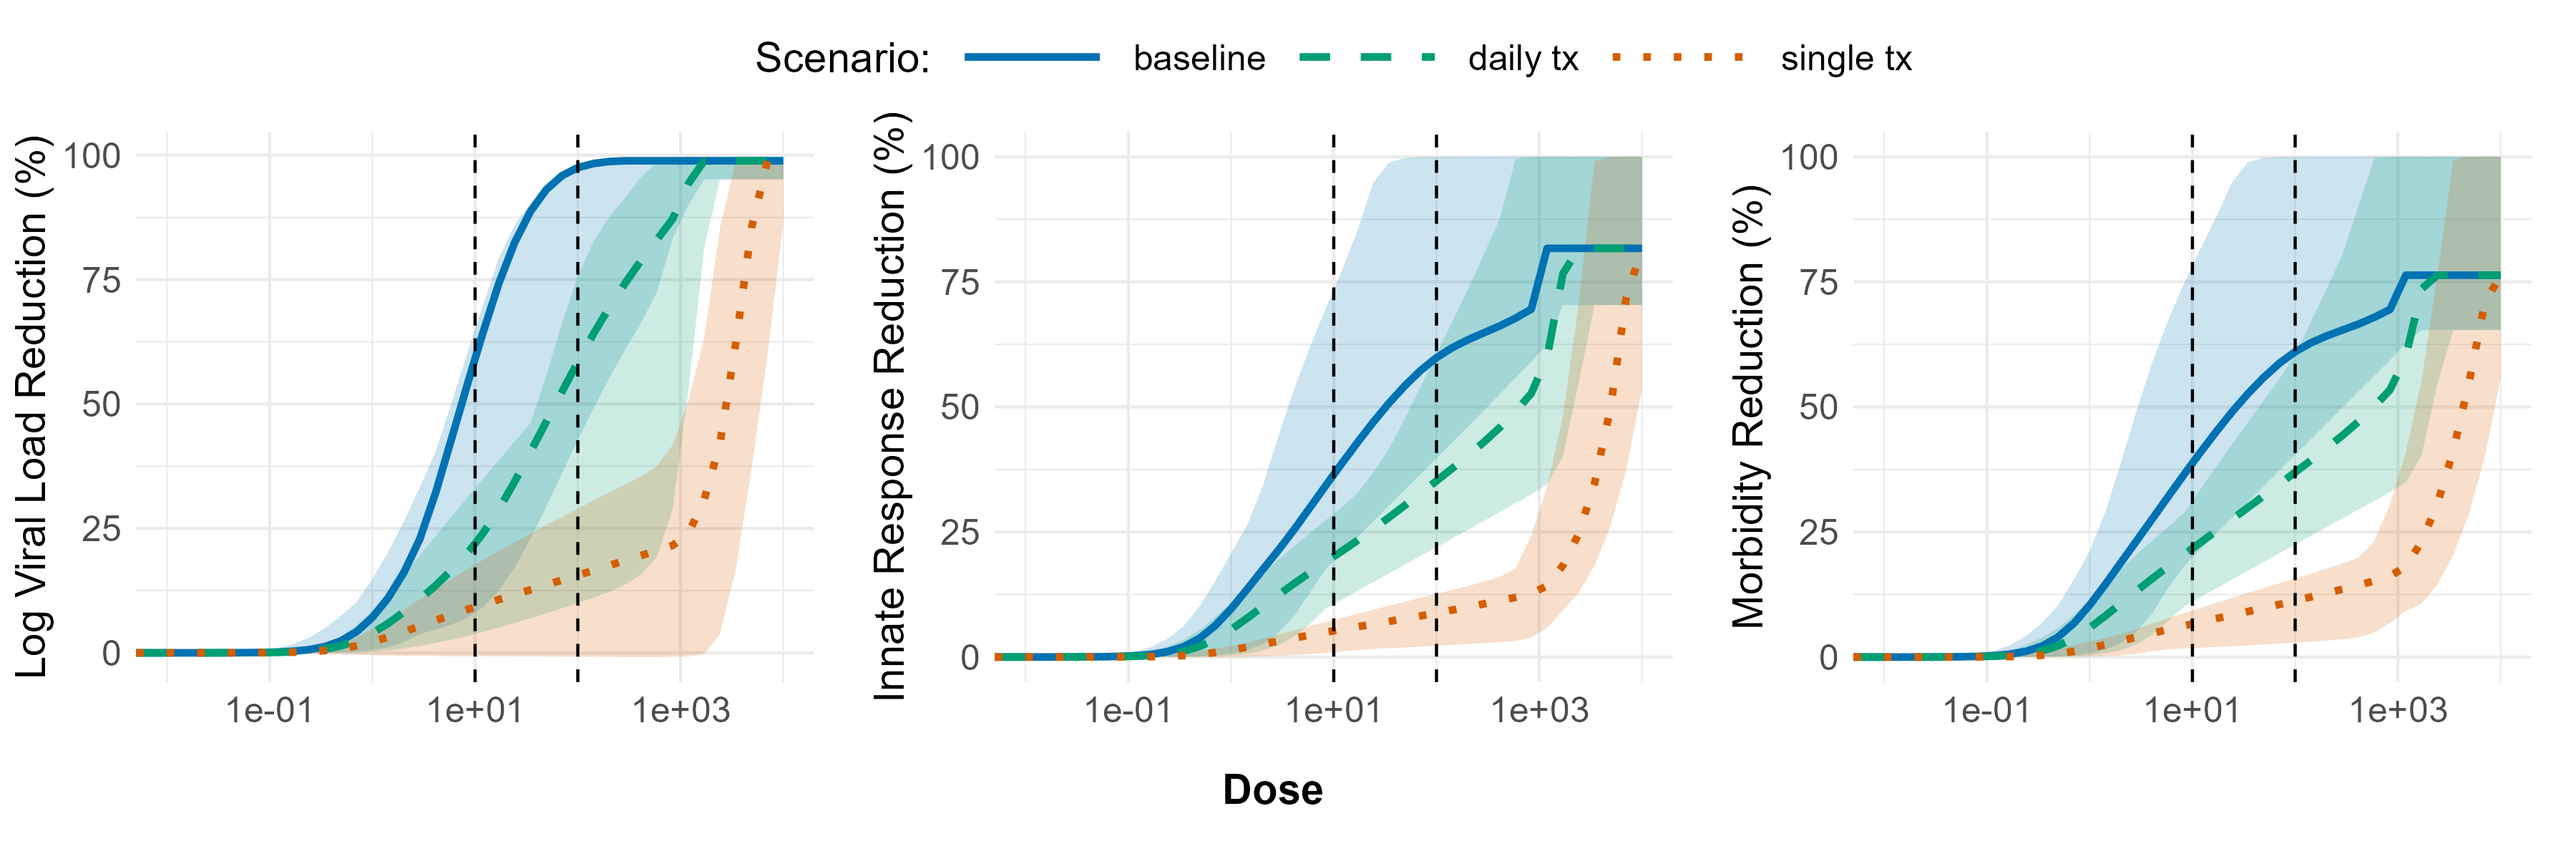 Scenario: baseline daily tx single tx
Log Viral Load Reduction (%)
100
75
50
25
0
1e-01 1e+01 1e+03
Innate Response Reduction (%)
100
75
50
25
0
1e-01 1e+01 1e+03
Morbidity Reduction (%)
100
75
50
25
0
1e-01 1e+01 1e+03
Dose